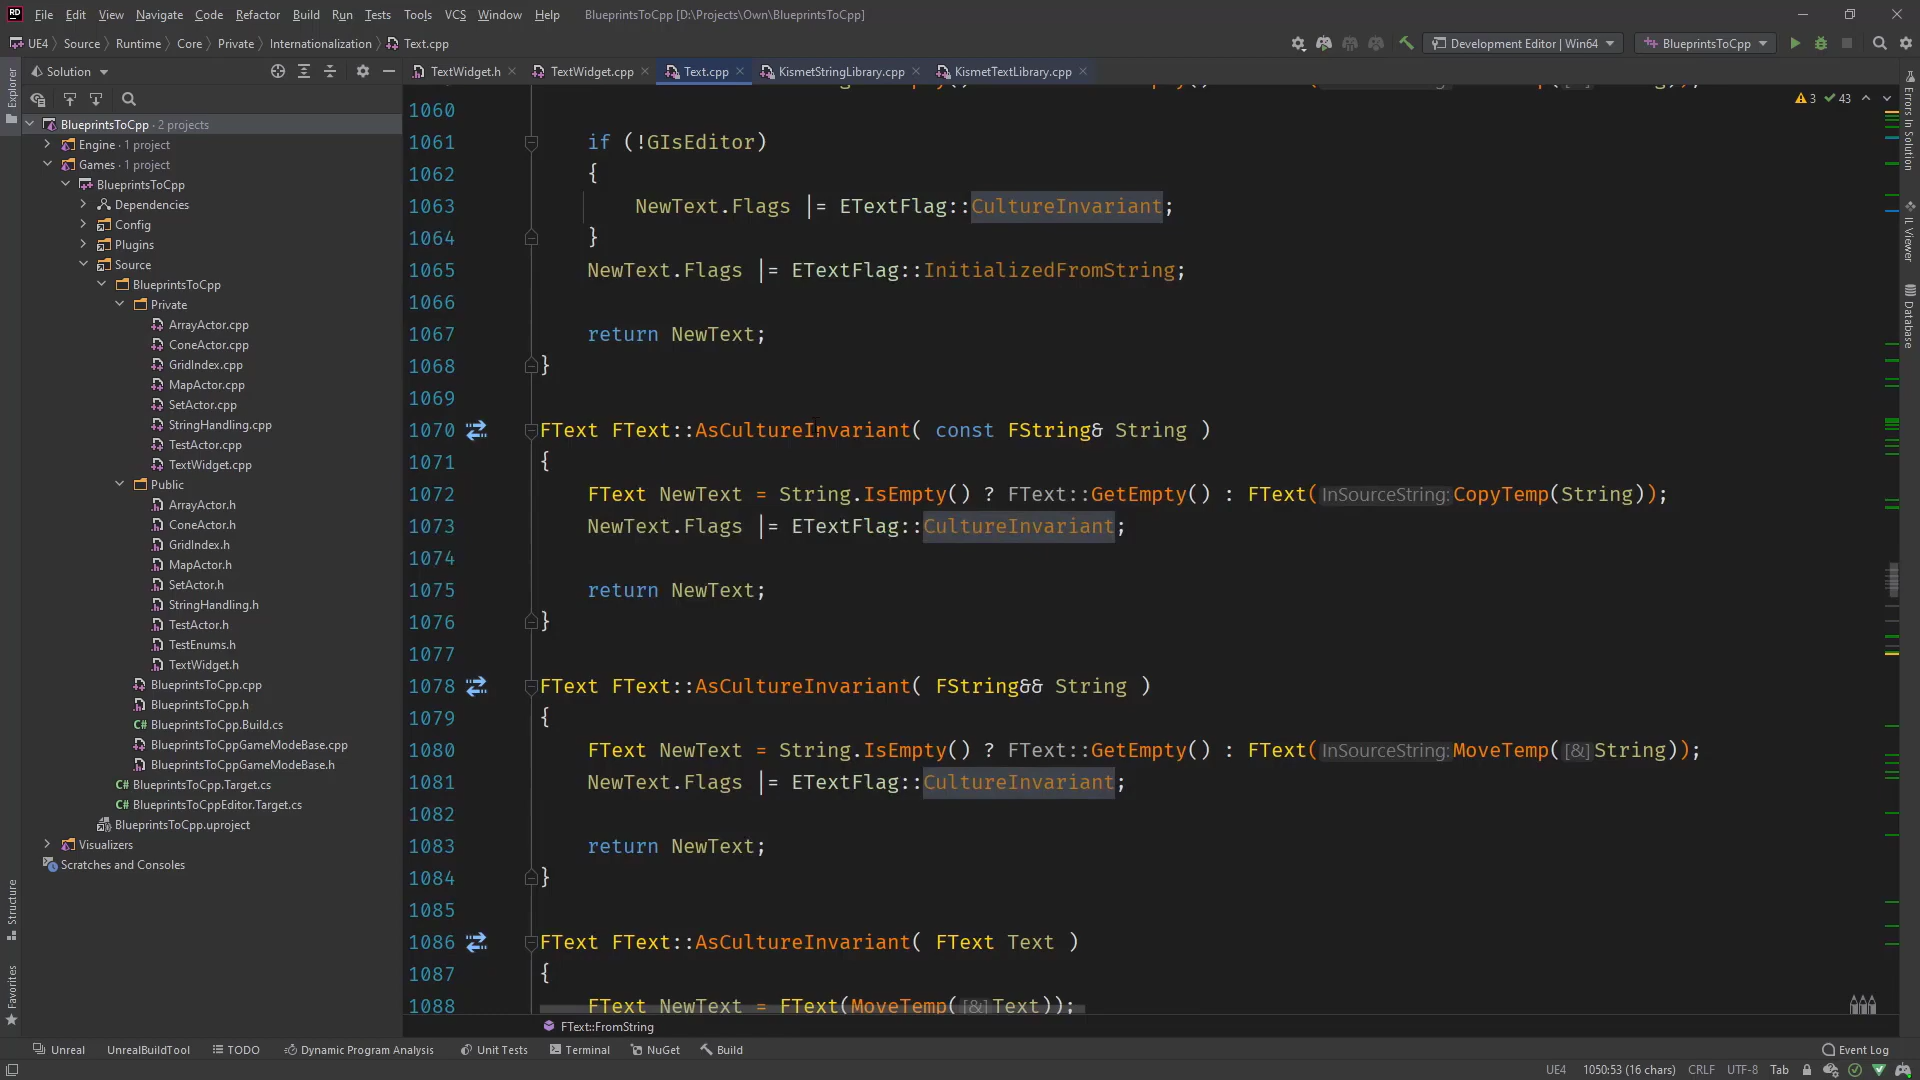 File Edit View Navigate Code Refactor Build Run Tests Tools VCS Window Help BlueprintsToCpp [D:\Projects\Own\BlueprintsToCpp]
UE4 Source Runtime Core Private Internationalization Text.cpp Development Editor | Win64 BlueprintsToCpp
Solution
TextWidget.h TextWidget.cpp Text.cpp KismetStringLibrary.cpp KismetTextLibrary.cpp
3 43
Explorer
BlueprintsToCpp · 2 projects
Engine · 1 project
Games · 1 project
BlueprintsToCpp
Dependencies
Config
Plugins
Source
BlueprintsToCpp
Private
ArrayActor.cpp
ConeActor.cpp
GridIndex.cpp
MapActor.cpp
SetActor.cpp
StringHandling.cpp
TestActor.cpp
TextWidget.cpp
Public
ArrayActor.h
ConeActor.h
GridIndex.h
MapActor.h
SetActor.h
StringHandling.h
TestActor.h
TestEnums.h
TextWidget.h
BlueprintsToCpp.cpp
BlueprintsToCpp.h
C# BlueprintsToCpp.Build.cs
BlueprintsToCppGameModeBase.cpp
BlueprintsToCppGameModeBase.h
C# BlueprintsToCpp.Target.cs
C# BlueprintsToCppEditor.Target.cs
BlueprintsToCpp.uproject
Visualizers
Scratches and Consoles
Structure
Favorites
1060
1061 if (!GIsEditor)
1062 {
1063 NewText.Flags |= ETextFlag::CultureInvariant;
1064 }
1065 NewText.Flags |= ETextFlag::InitializedFromString;
1066
1067 return NewText;
1068 }
1069
1070 FText FText::AsCultureInvariant( const FString& String )
1071 {
1072 FText NewText = String.IsEmpty() ? FText::GetEmpty() : FText(InSourceString:CopyTemp(String));
1073 NewText.Flags |= ETextFlag::CultureInvariant;
1074
1075 return NewText;
1076 }
1077
1078 FText FText::AsCultureInvariant( FString&& String )
1079 {
1080 FText NewText = String.IsEmpty() ? FText::GetEmpty() : FText(InSourceString:MoveTemp([&]String));
1081 NewText.Flags |= ETextFlag::CultureInvariant;
1082
1083 return NewText;
1084 }
1085
1086 FText FText::AsCultureInvariant( FText Text )
1087 {
1088 FText NewText = FText(MoveTemp([&]Text));
FText::FromString
Errors In Solution
IL Viewer
Database
Unreal UnrealBuildTool TODO Dynamic Program Analysis Unit Tests Terminal NuGet Build Event Log
UE4 1050:53 (16 chars) CRLF UTF-8 Tab